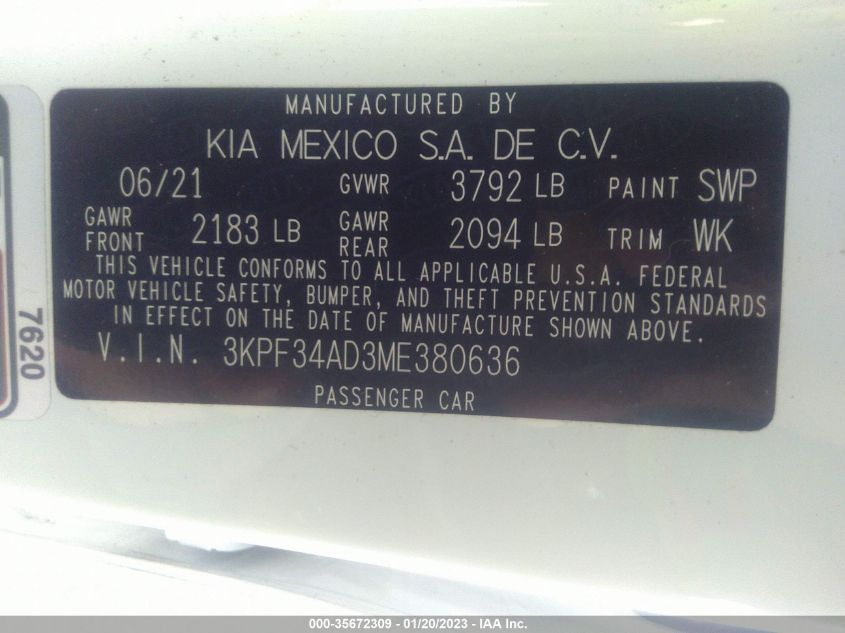 MANUFACTURED BY
KIA MEXICO S.A. DE C.V.
06/21 GVWR 3792 LB PAINT SWP
GAWR FRONT 2183 LB GAWR REAR 2094 LB TRIM WK
THIS VEHICLE CONFORMS TO ALL APPLICABLE U.S.A. FEDERAL
MOTOR VEHICLE SAFETY, BUMPER, AND THEFT PREVENTION STANDARDS
IN EFFECT ON THE DATE OF MANUFACTURE SHOWN ABOVE.
V.I.N. 3KPF34AD3ME380636
PASSENGER CAR
7620
000-35672309 - 01/20/2023 - IAA Inc.